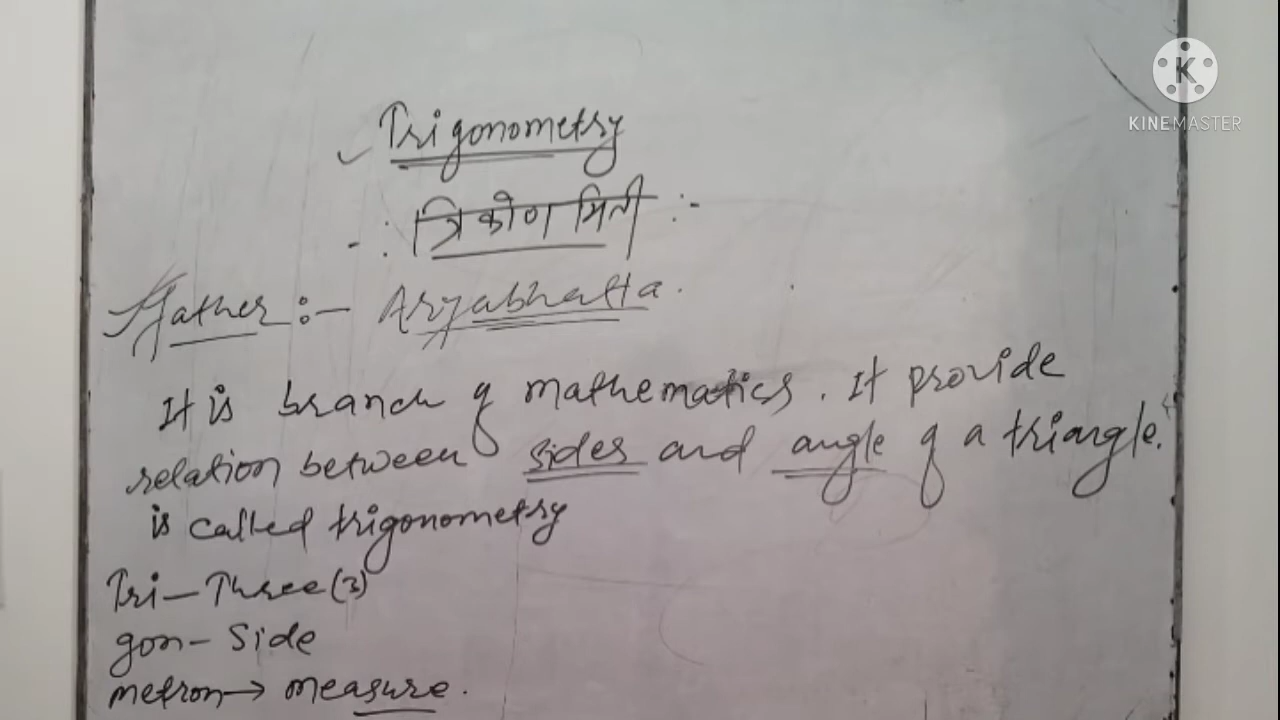 Trigonometry
-: त्रिकोण मिती :-
Father :- Aryabhatta.
It is branch of mathematics. It provide
relation between sides and angle of a triangle.
is called trigonometry
Tri - Three (3)
gon - Side
metron → measure.
K
KINEMASTER